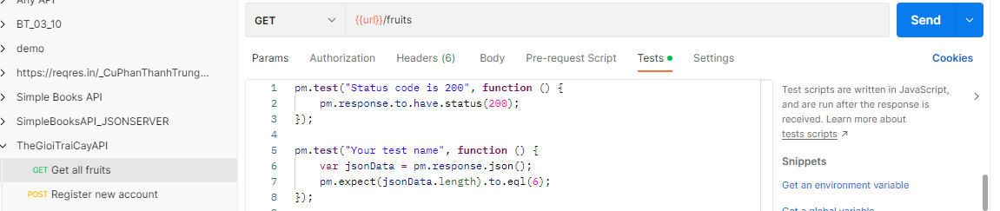 Any API
BT_03_10
demo
https://reqres.in/_CuPhanThanhTrung...
Simple Books API
SimpleBooksAPI_JSONSERVER
TheGioiTraiCayAPI
GET Get all fruits
POST Register new account
GET {{url}}/fruits Send
Params Authorization Headers (6) Body Pre-request Script Tests Settings Cookies
1 pm.test("Status code is 200", function () {
2 pm.response.to.have.status(200);
3 });
4
5 pm.test("Your test name", function () {
6 var jsonData = pm.response.json();
7 pm.expect(jsonData.length).to.eql(6);
8 });
Test scripts are written in JavaScript,
and are run after the response is
received. Learn more about
tests scripts ↗
Snippets
Get an environment variable
Get a global variable